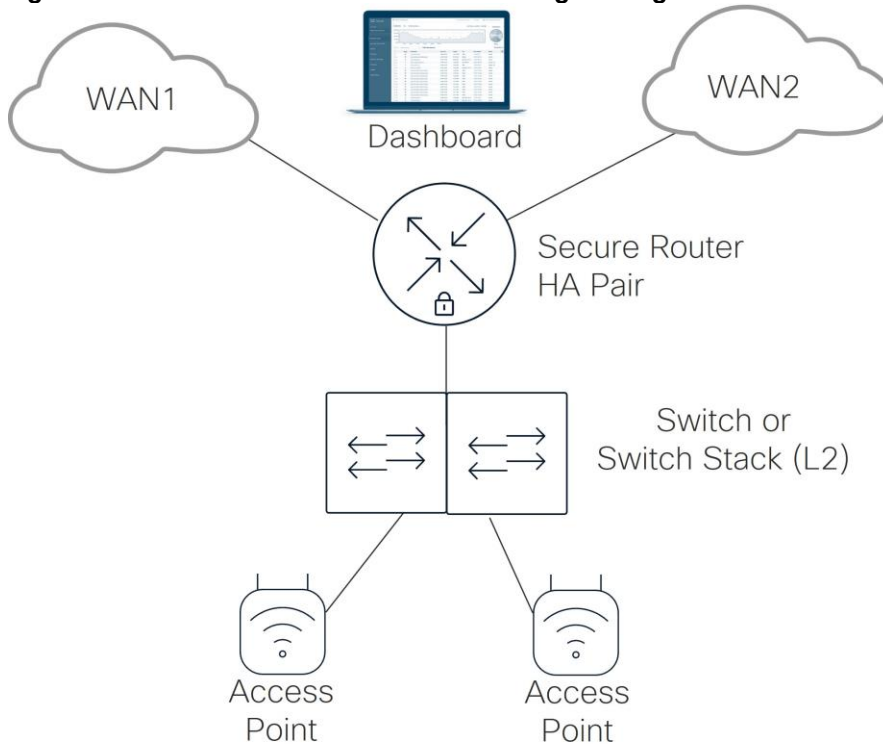 WAN1
WAN2
Dashboard
Secure Router
HA Pair
Switch or
Switch Stack (L2)
Access
Point
Access
Point